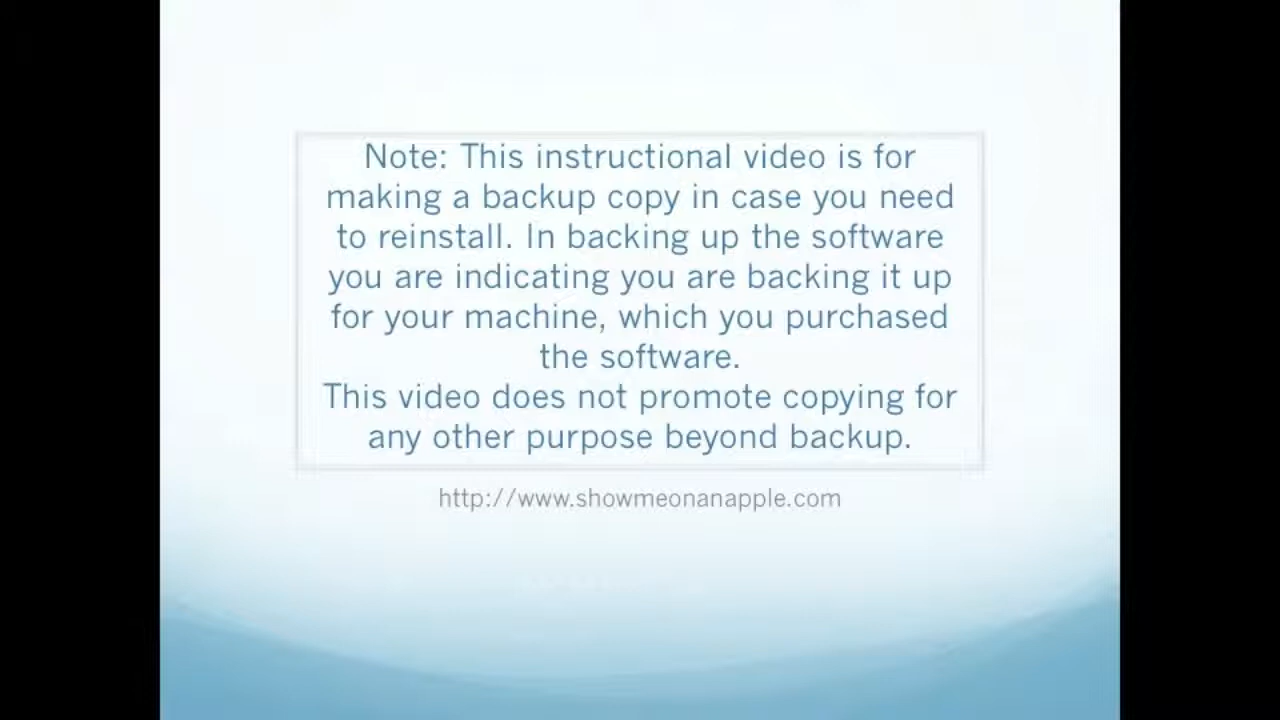 Note: This instructional video is for
making a backup copy in case you need
to reinstall. In backing up the software
you are indicating you are backing it up
for your machine, which you purchased
the software.
This video does not promote copying for
any other purpose beyond backup.
http://www.showmeonanapple.com